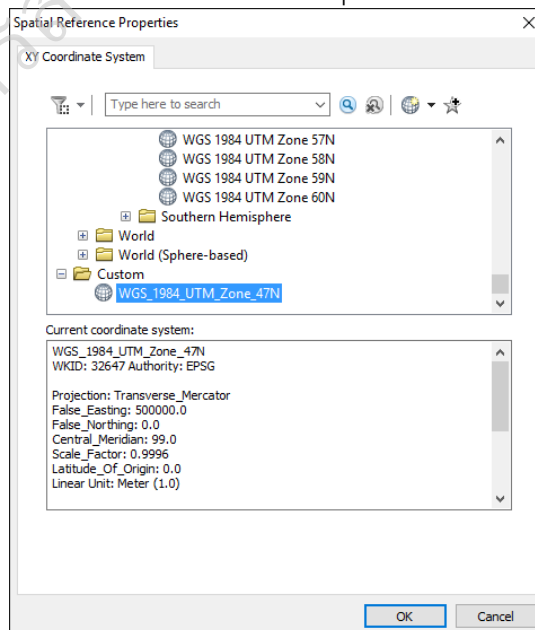 Spatial Reference Properties
XY Coordinate System
Type here to search
WGS 1984 UTM Zone 57N
WGS 1984 UTM Zone 58N
WGS 1984 UTM Zone 59N
WGS 1984 UTM Zone 60N
Southern Hemisphere
World
World (Sphere-based)
Custom
WGS_1984_UTM_Zone_47N
Current coordinate system:
WGS_1984_UTM_Zone_47N
WKID: 32647 Authority: EPSG
Projection: Transverse_Mercator
False_Easting: 500000.0
False_Northing: 0.0
Central_Meridian: 99.0
Scale_Factor: 0.9996
Latitude_Of_Origin: 0.0
Linear Unit: Meter (1.0)
OK Cancel